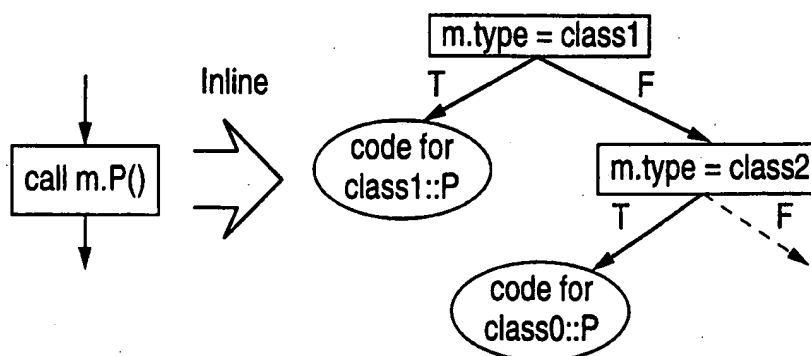 m.type = class1
Inline
T
F
code for
class1::P
call m.P()
m.type = class2
T
F
code for
class0::P